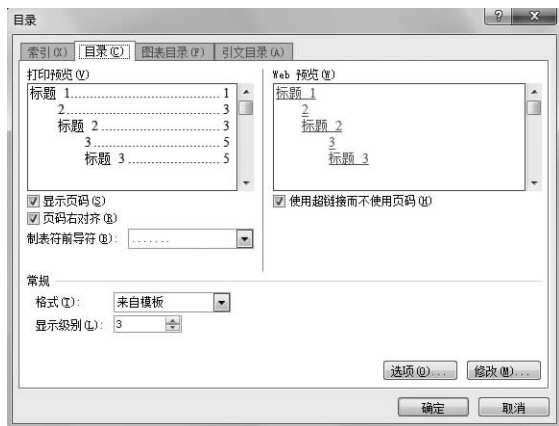 目录
索引(X) 目录(C) 图表目录(F) 引文目录(A)
打印预览(V)
标题 1.................................... 1
2.................................... 3
标题 2.............................. 3
3.............................. 5
标题 3........................ 5
Web 预览(W)
标题 1
2
标题 2
3
标题 3
显示页码(S)
页码右对齐(R)
制表符前导符(B): .......
使用超链接而不使用页码(H)
常规
格式(T): 来自模板
显示级别(L): 3
选项(O)... 修改(M)...
确定 取消